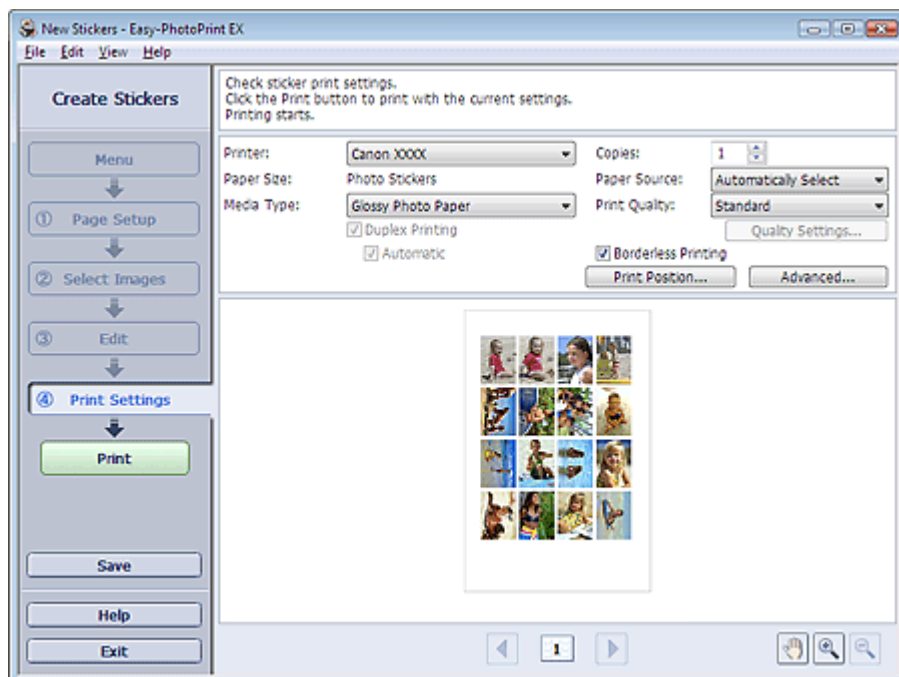 New Stickers - Easy-PhotoPrint EX
File Edit View Help
Create Stickers
Menu
① Page Setup
② Select Images
③ Edit
④ Print Settings
Print
Save
Help
Exit
Check sticker print settings.
Click the Print button to print with the current settings.
Printing starts.
Printer: Canon XXXX Copies: 1
Paper Size: Photo Stickers Paper Source: Automatically Select
Media Type: Glossy Photo Paper Print Quality: Standard
Duplex Printing Quality Settings...
Automatic Borderless Printing
Print Position... Advanced...
1